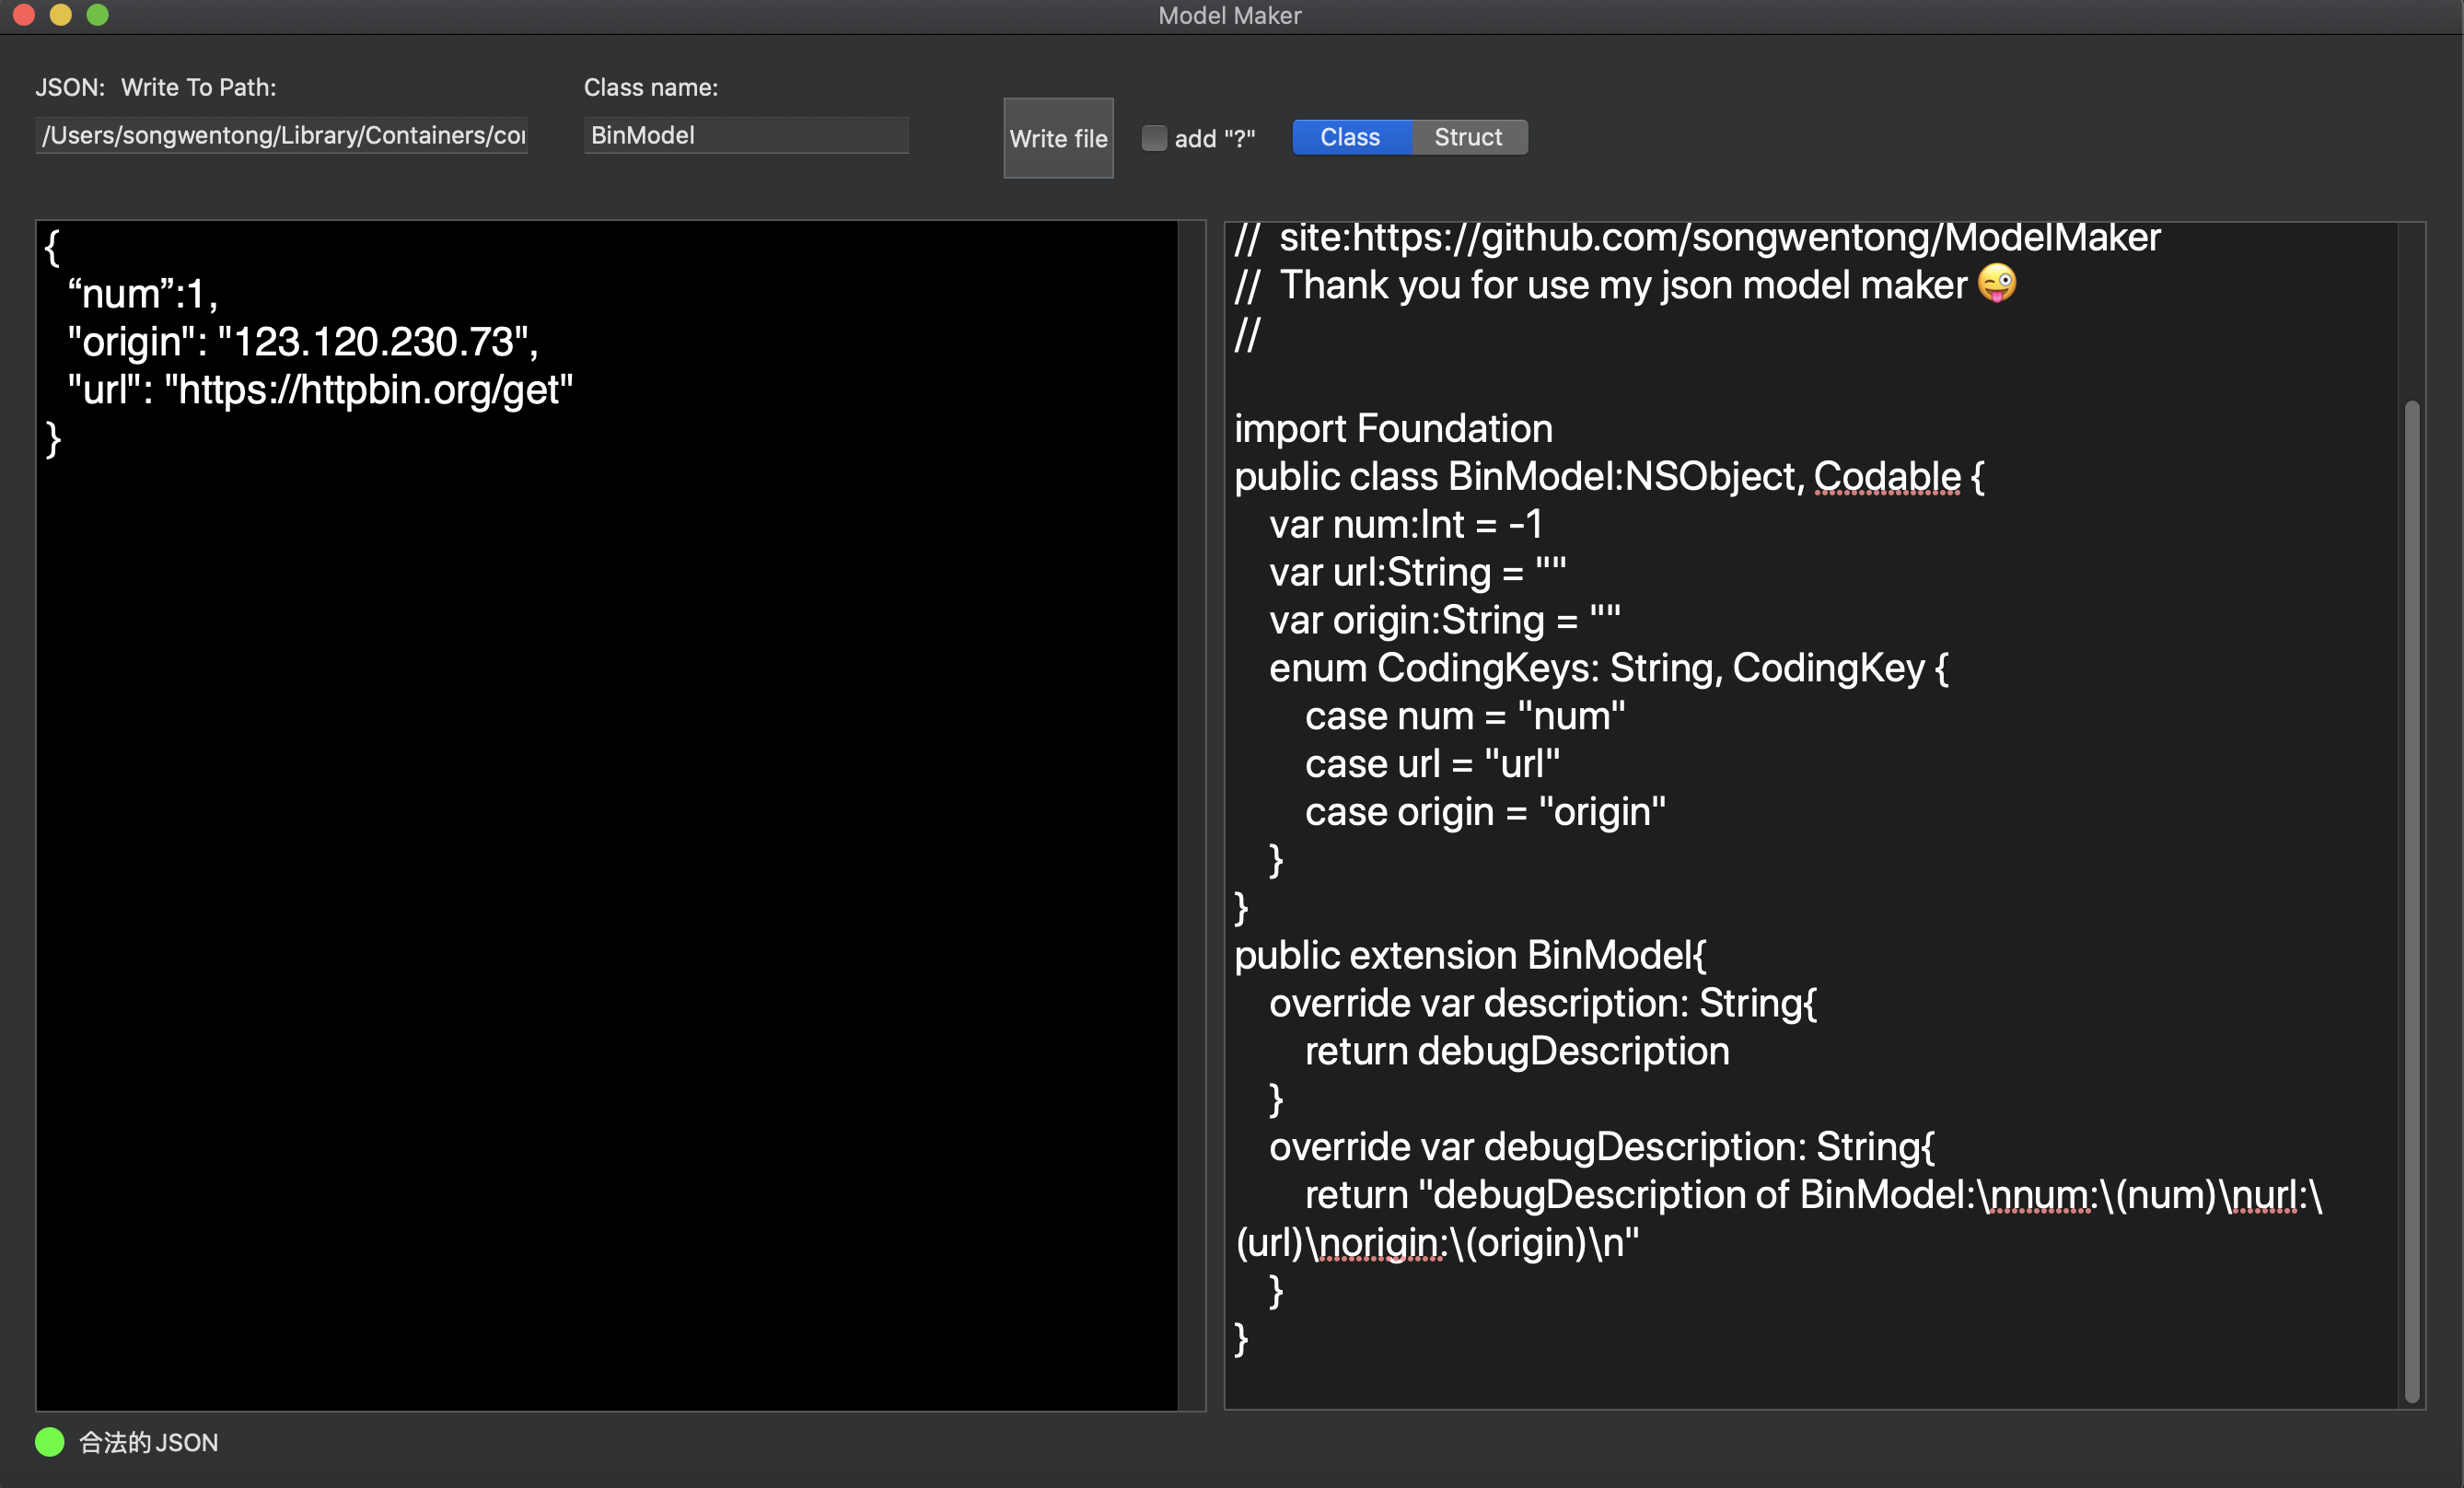 Model Maker
JSON: Write To Path:
Class name:
/Users/songwentong/Library/Containers/cor
BinModel
Write file
add "?"
Class
Struct
{
“num”:1,
"origin": "123.120.230.73",
"url": "https://httpbin.org/get"
}
// site:https://github.com/songwentong/ModelMaker
// Thank you for use my json model maker 😜
//
import Foundation
public class BinModel:NSObject, Codable {
var num:Int = -1
var url:String = ""
var origin:String = ""
enum CodingKeys: String, CodingKey {
case num = "num"
case url = "url"
case origin = "origin"
}
}
public extension BinModel{
override var description: String{
return debugDescription
}
override var debugDescription: String{
return "debugDescription of BinModel:\nnum:\(num)\nurl:\
(url)\norigin:\(origin)\n"
}
}
合法的JSON